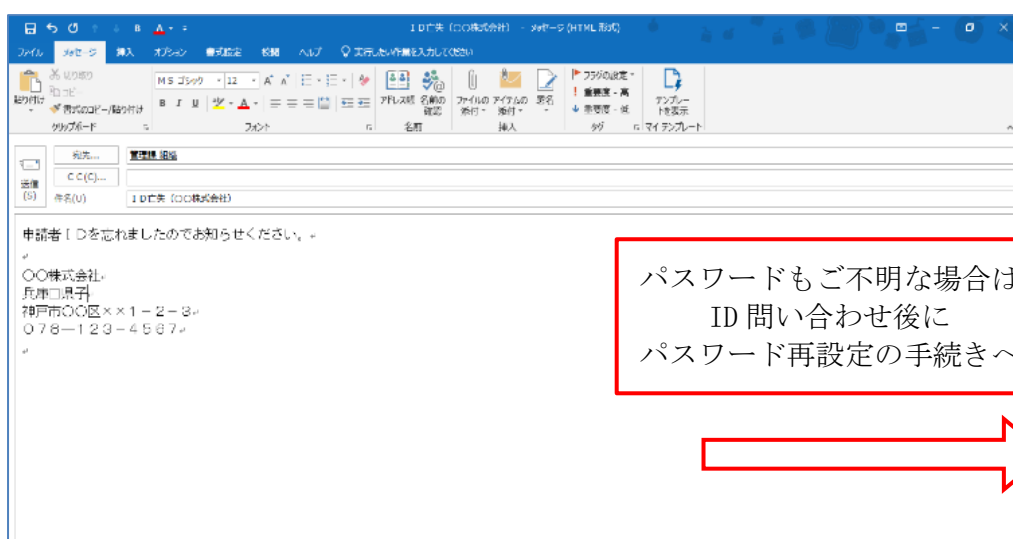 ID亡失（〇〇株式会社） - メッセージ (HTML 形式)
ファイル メッセージ 挿入 オプション 書式設定 校閲 ヘルプ 実行したい作業を入力してください
切り取り
コピー
書式のコピー/貼り付け
貼り付け
クリップボード
MS ゴシック 12
B I U
フォント
アドレス帳 名前の確認
名前
ファイルの添付 アイテムの添付 署名
挿入
フラグの設定
重要度 - 高
重要度 - 低
タグ
テンプレートを表示
マイ テンプレート
送信(S)
宛先...
CC(C)...
件名(U) ID亡失（〇〇株式会社）
申請者ＩＤを忘れましたのでお知らせください。
〇〇株式会社
兵庫□県子
神戸市〇〇区××１－２－３
０７８―１２３－４５６７
パスワードもご不明な場合は
ID 問い合わせ後に
パスワード再設定の手続きへ